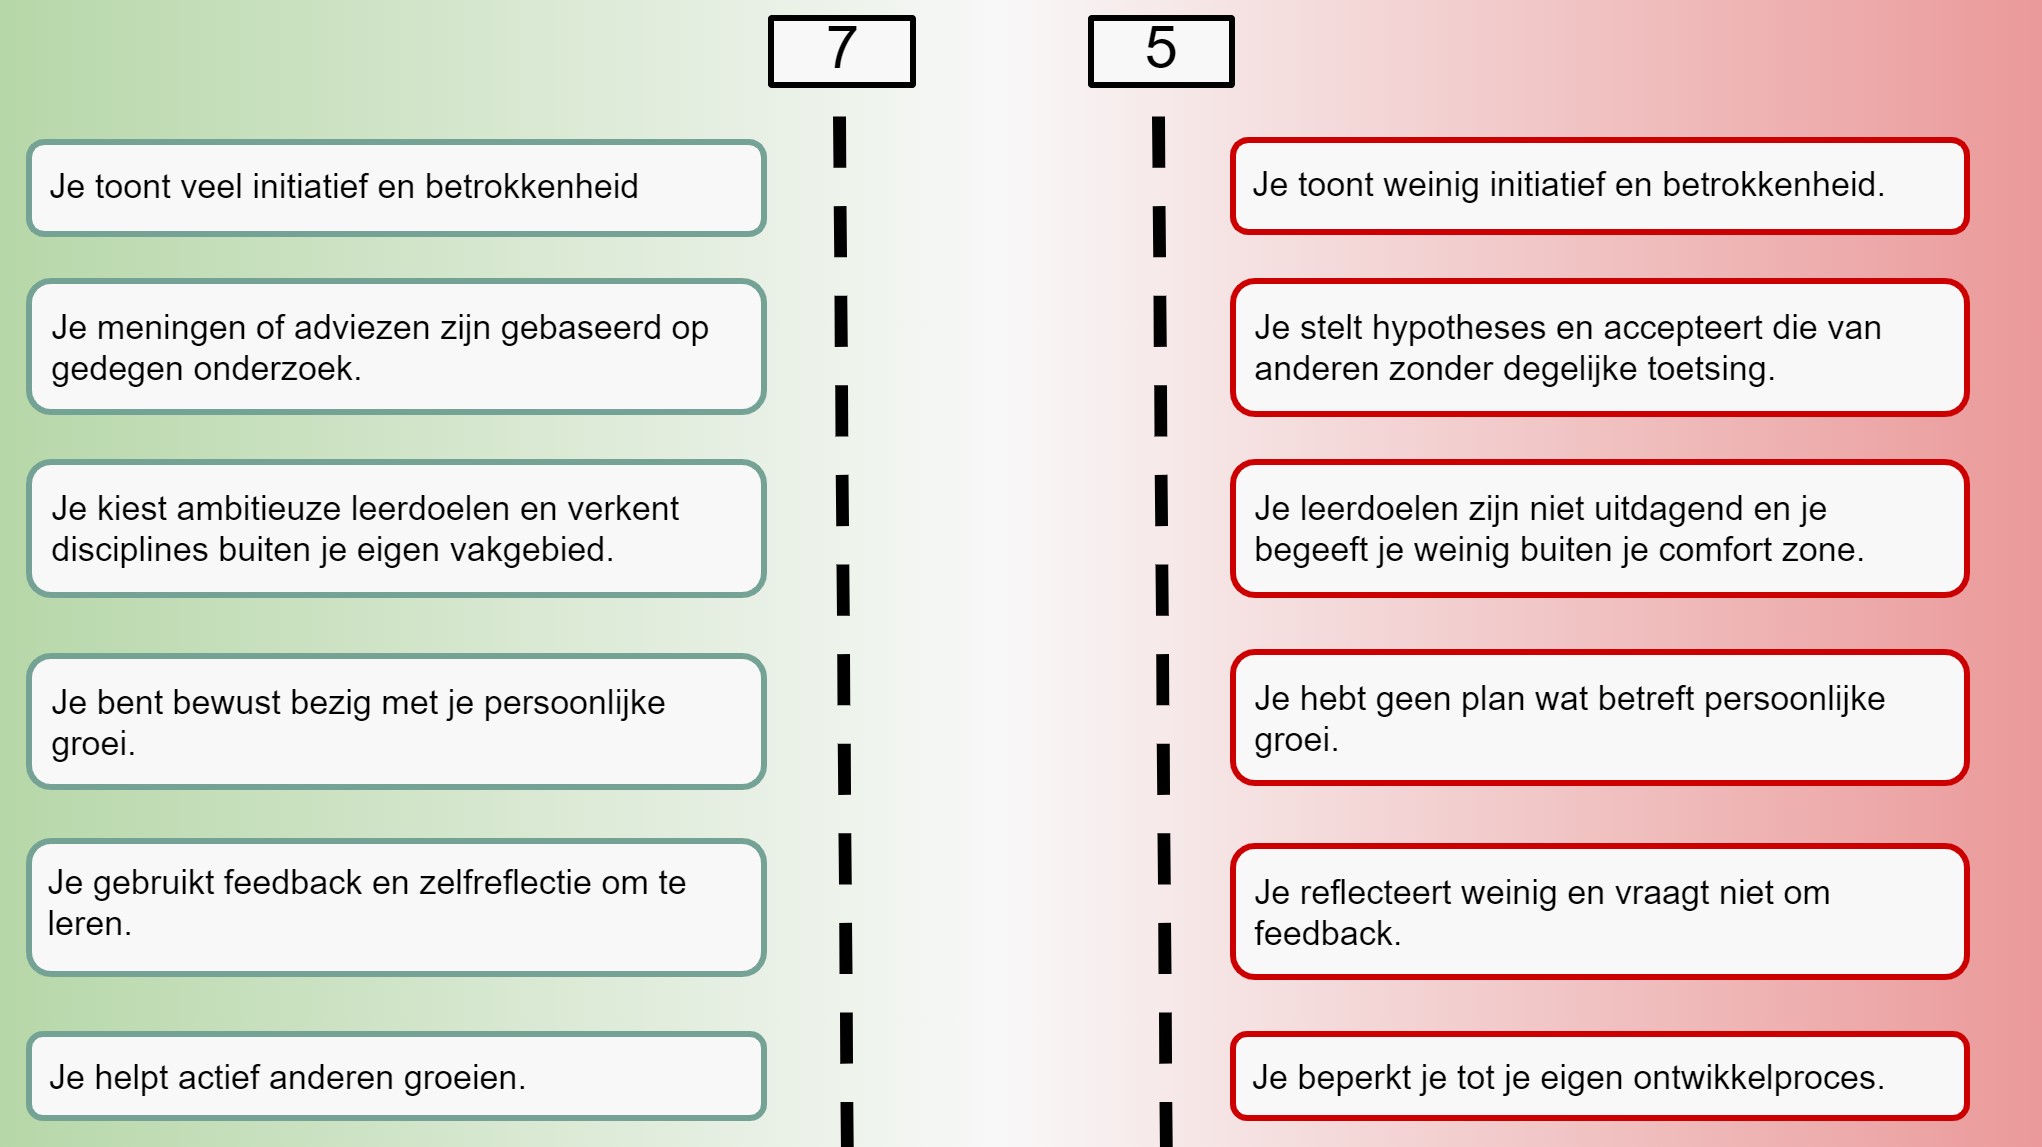 7
5
Je toont veel initiatief en betrokkenheid
Je toont weinig initiatief en betrokkenheid.
Je meningen of adviezen zijn gebaseerd op
gedegen onderzoek.
Je stelt hypotheses en accepteert die van
anderen zonder degelijke toetsing.
Je kiest ambitieuze leerdoelen en verkent
disciplines buiten je eigen vakgebied.
Je leerdoelen zijn niet uitdagend en je
begeeft je weinig buiten je comfort zone.
Je bent bewust bezig met je persoonlijke
groei.
Je hebt geen plan wat betreft persoonlijke
groei.
Je gebruikt feedback en zelfreflectie om te
leren.
Je reflecteert weinig en vraagt niet om
feedback.
Je helpt actief anderen groeien.
Je beperkt je tot je eigen ontwikkelproces.